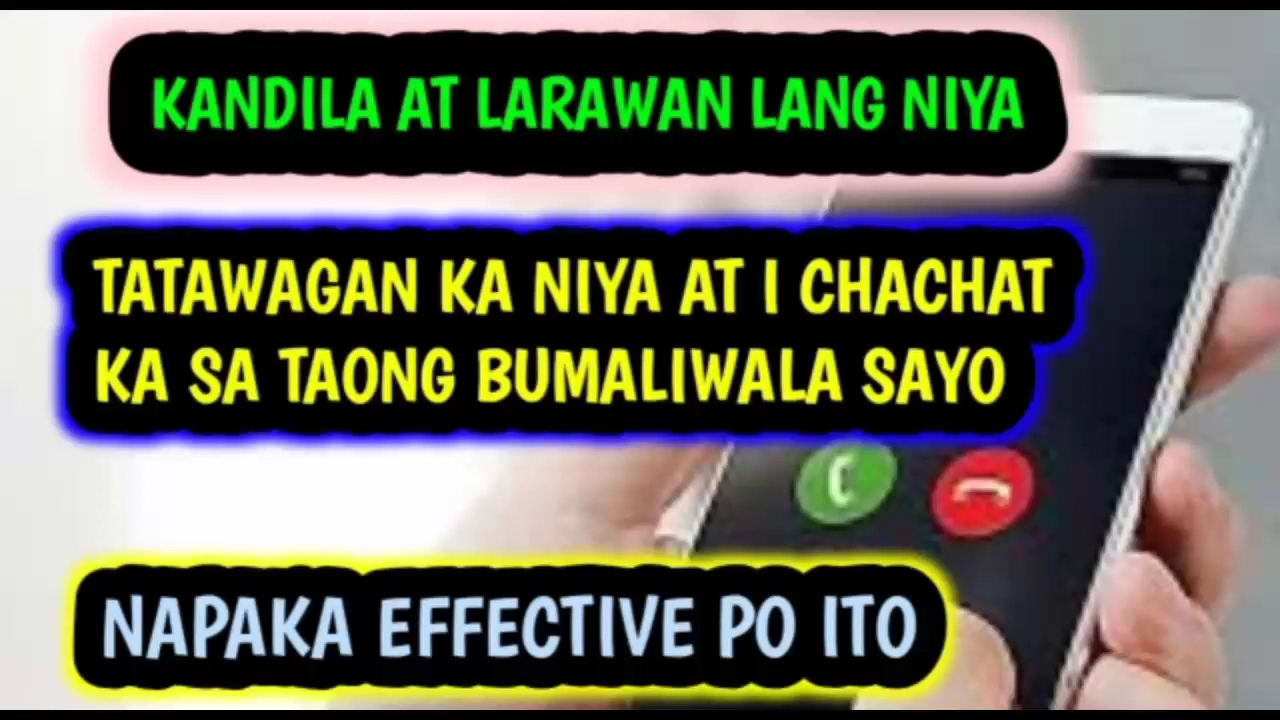 KANDILA AT LARAWAN LANG NIYA
TATAWAGAN KA NIYA AT I CHACHAT
KA SA TAONG BUMALIWALA SAYO
NAPAKA EFFECTIVE PO ITO